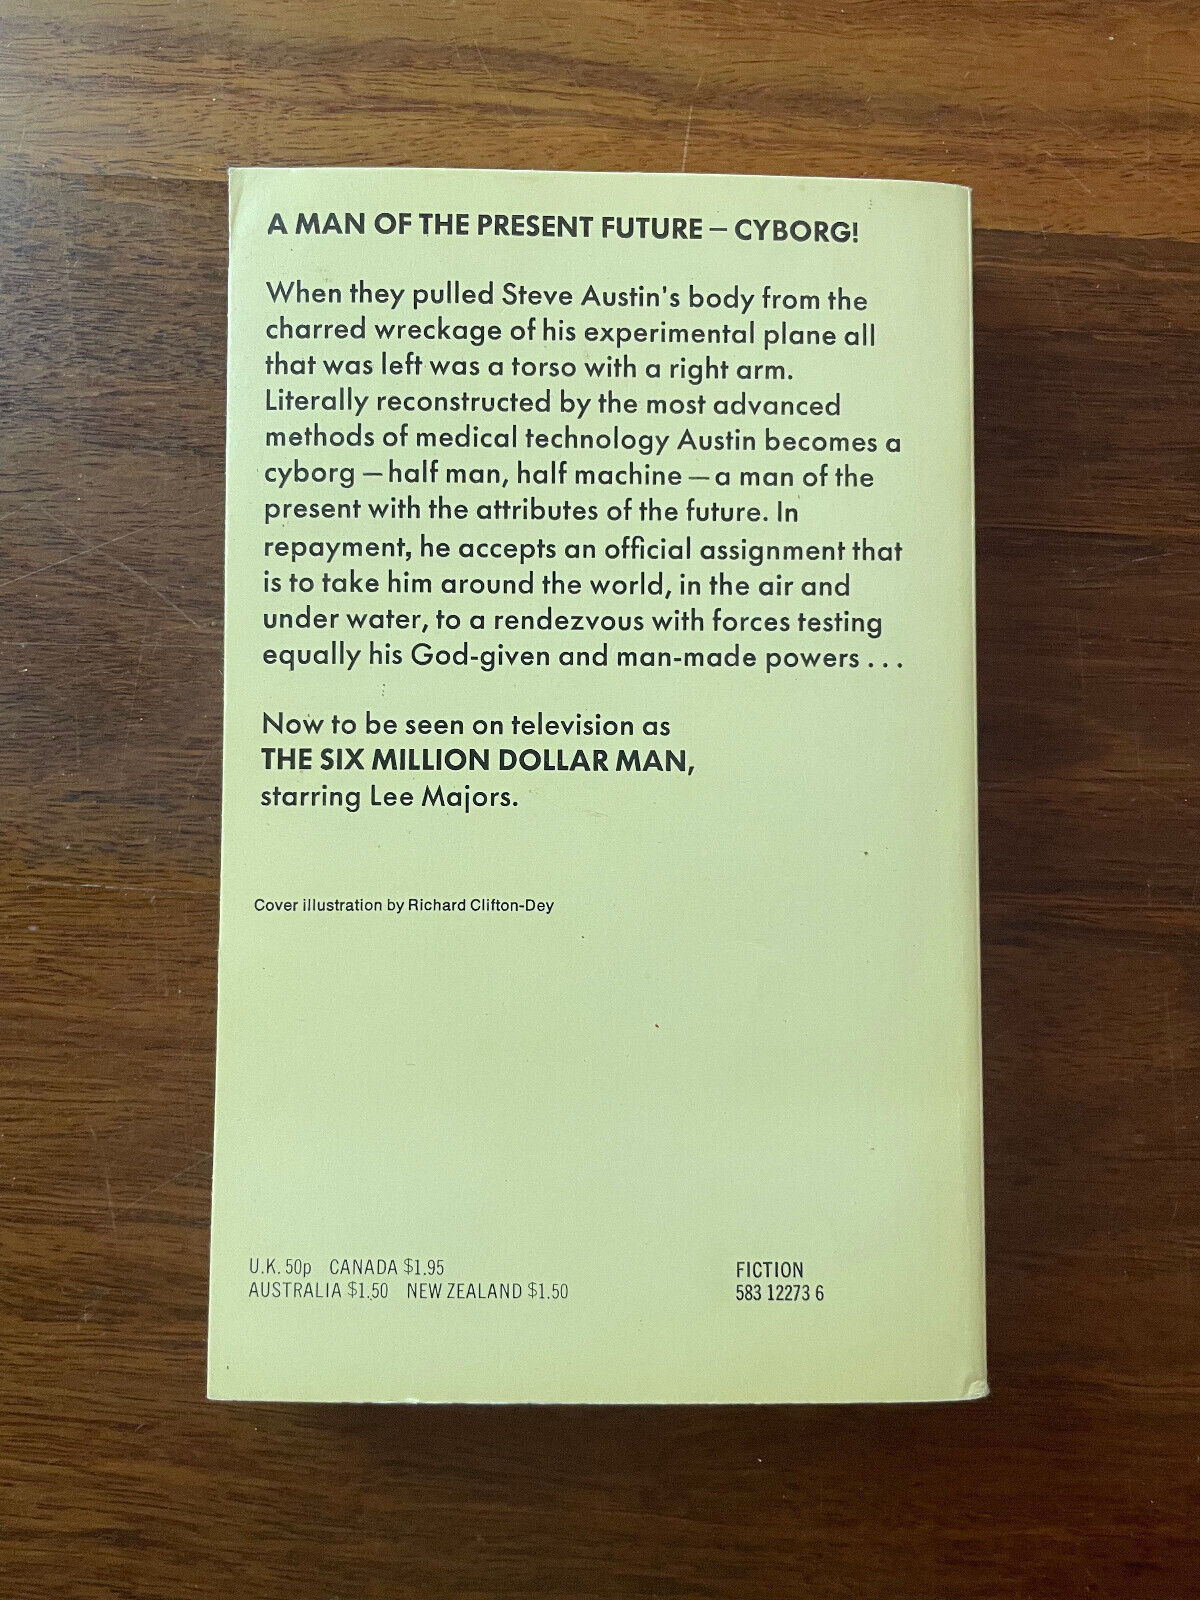 A MAN OF THE PRESENT FUTURE – CYBORG!
When they pulled Steve Austin's body from the
charred wreckage of his experimental plane all
that was left was a torso with a right arm.
Literally reconstructed by the most advanced
methods of medical technology Austin becomes a
cyborg – half man, half machine – a man of the
present with the attributes of the future. In
repayment, he accepts an official assignment that
is to take him around the world, in the air and
under water, to a rendezvous with forces testing
equally his God-given and man-made powers . . .
Now to be seen on television as
THE SIX MILLION DOLLAR MAN,
starring Lee Majors.
Cover illustration by Richard Clifton-Dey
U.K. 50p CANADA $1.95
AUSTRALIA $1.50 NEW ZEALAND $1.50
FICTION
583 12273 6